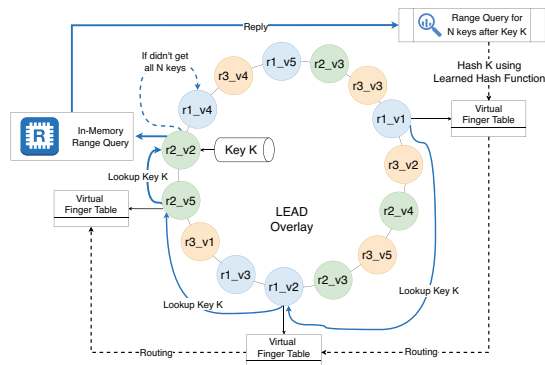 Reply
Range Query for
N keys after Key K
If didn't get
all N keys
Hash K using
Learned Hash Function
r1_v5
r2_v3
r3_v4
r3_v3
r1_v4
r1_v1
Virtual
Finger Table
R
In-Memory
Range Query
r2_v2
Key K
r3_v2
Lookup Key K
Virtual
Finger Table
r2_v5
r2_v4
LEAD
Overlay
r3_v1
r3_v5
r1_v3
r1_v2
r2_v3
Lookup Key K
Lookup Key K
Routing
Virtual
Finger Table
Routing